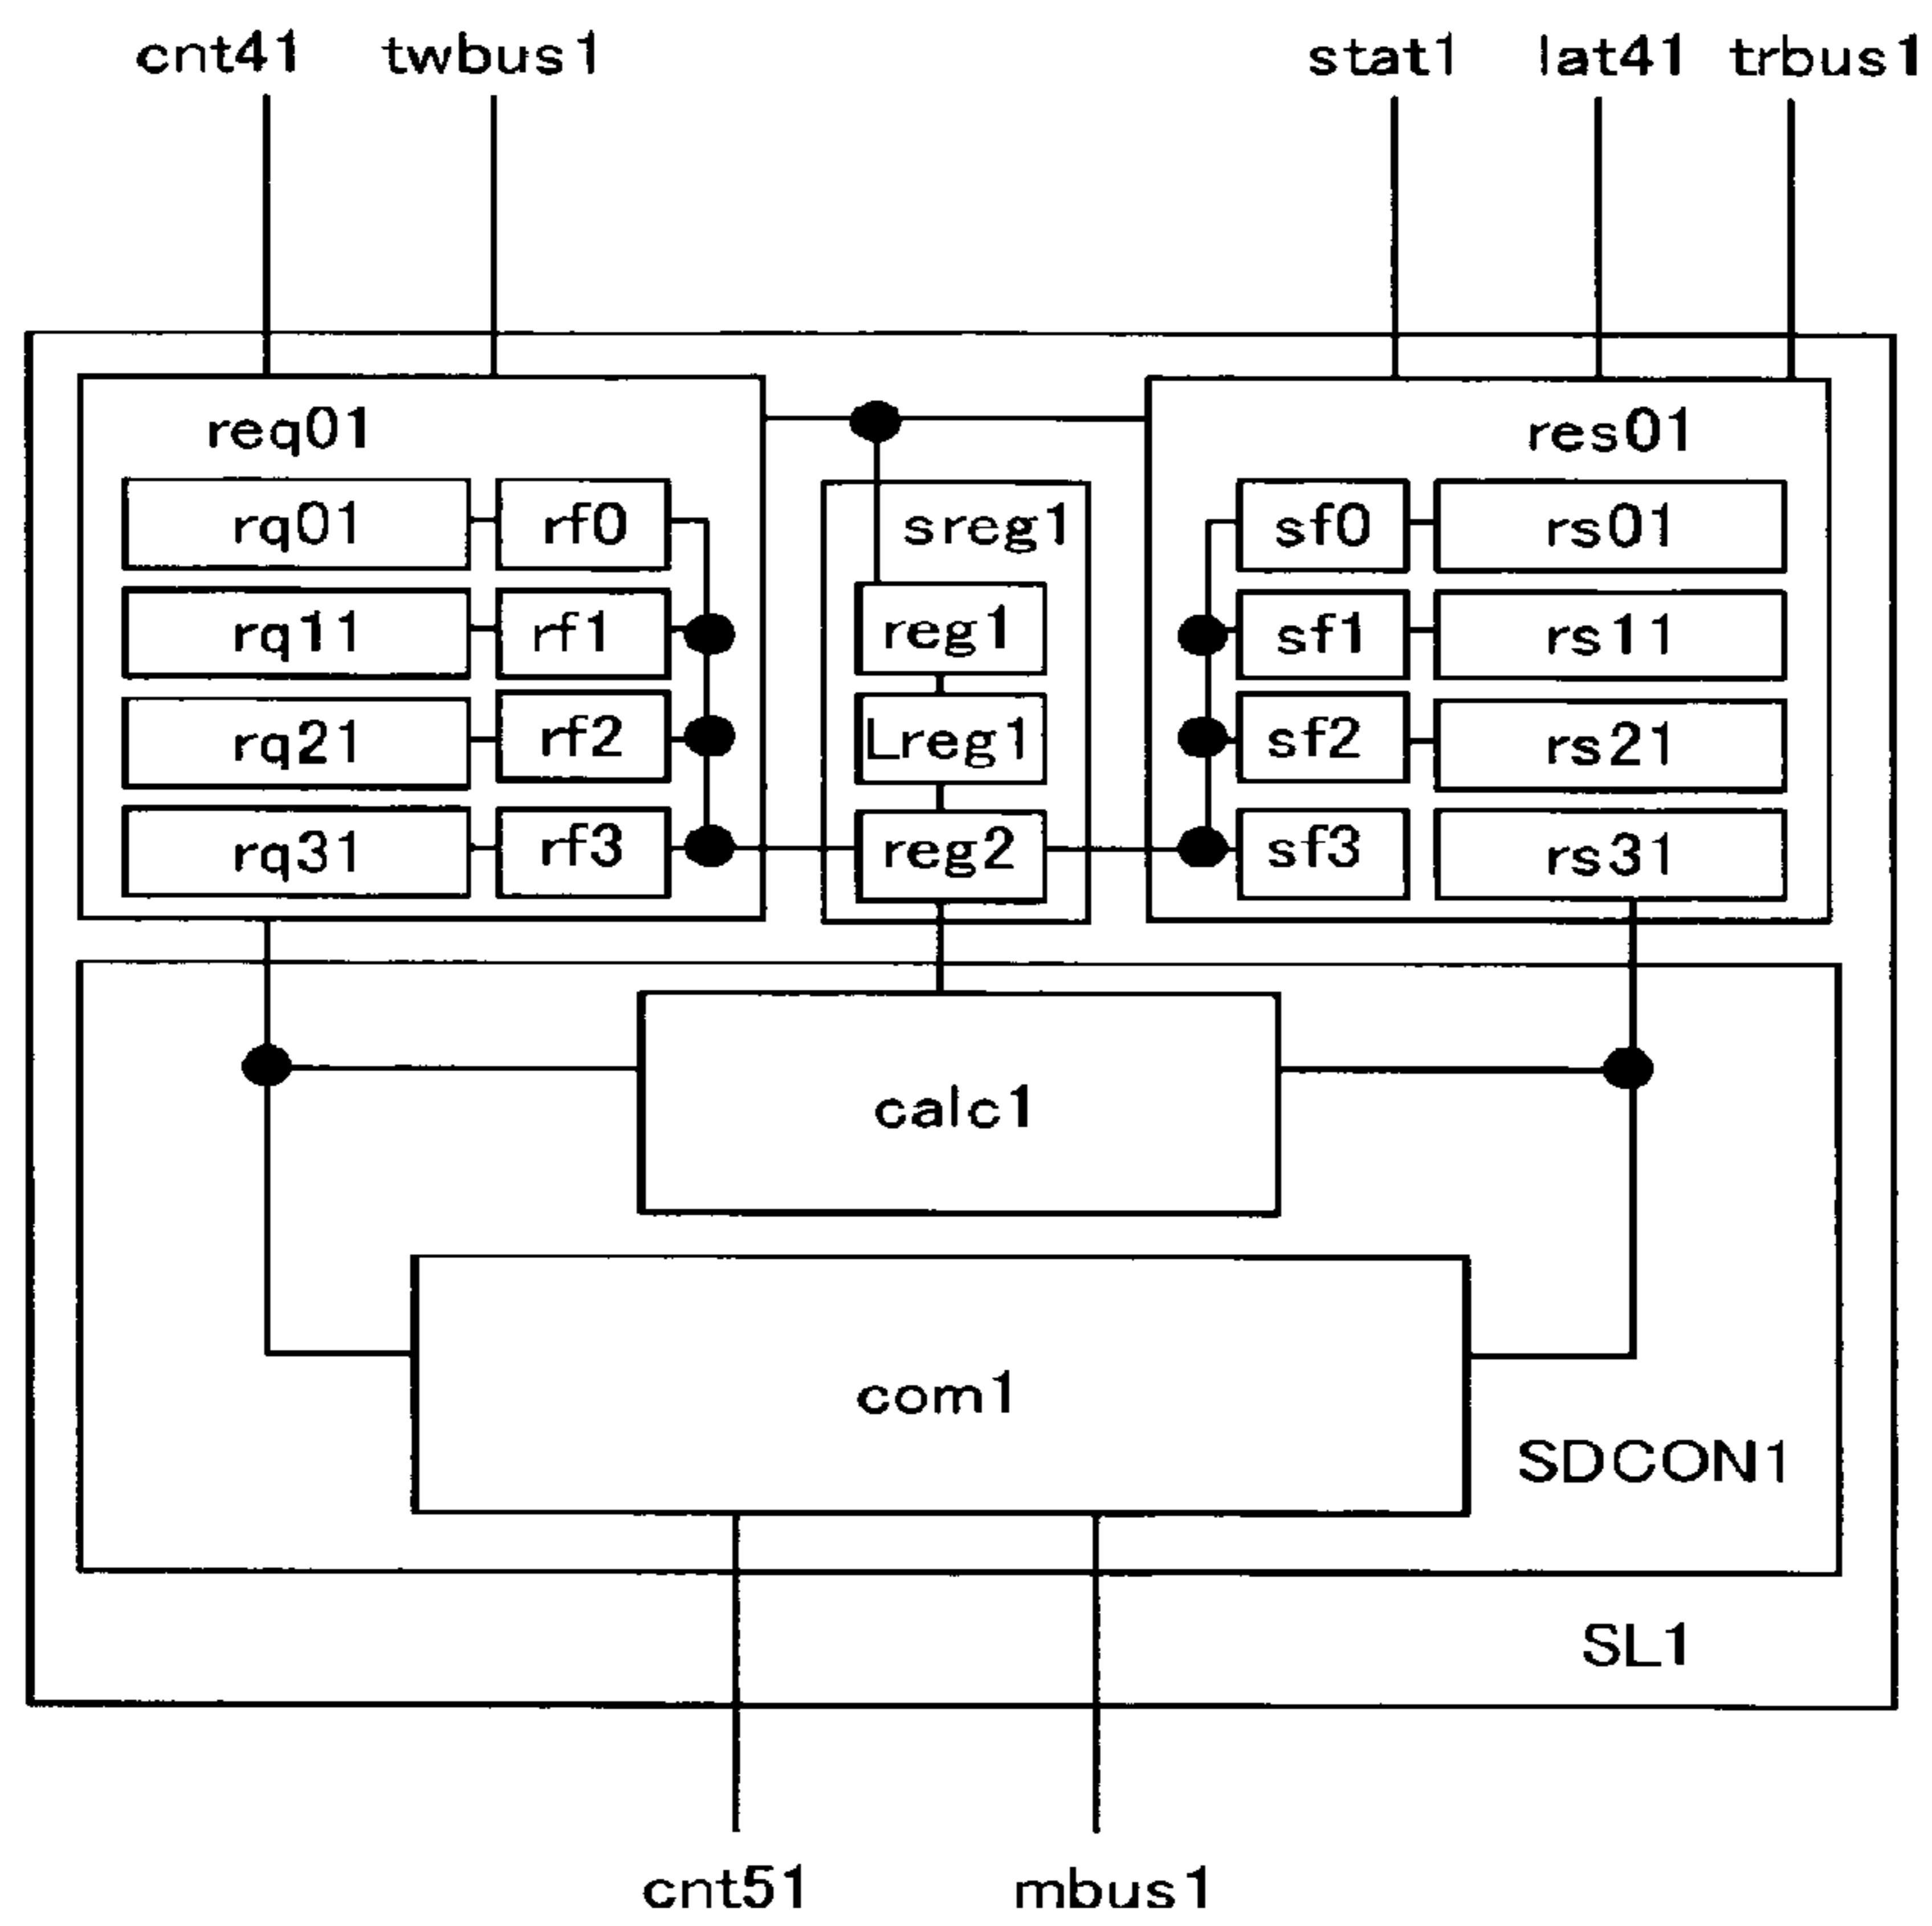 cnt41 twbus1 stat1 lat41 trbus1
req01 res01
rq01 rf0 sreg1 sf0 rs01
rq11 rf1 reg1 sf1 rs11
rq21 rf2 Lreg1 sf2 rs21
rq31 rf3 reg2 sf3 rs31
calc1
com1
SDCON1
SL1
cnt51 mbus1